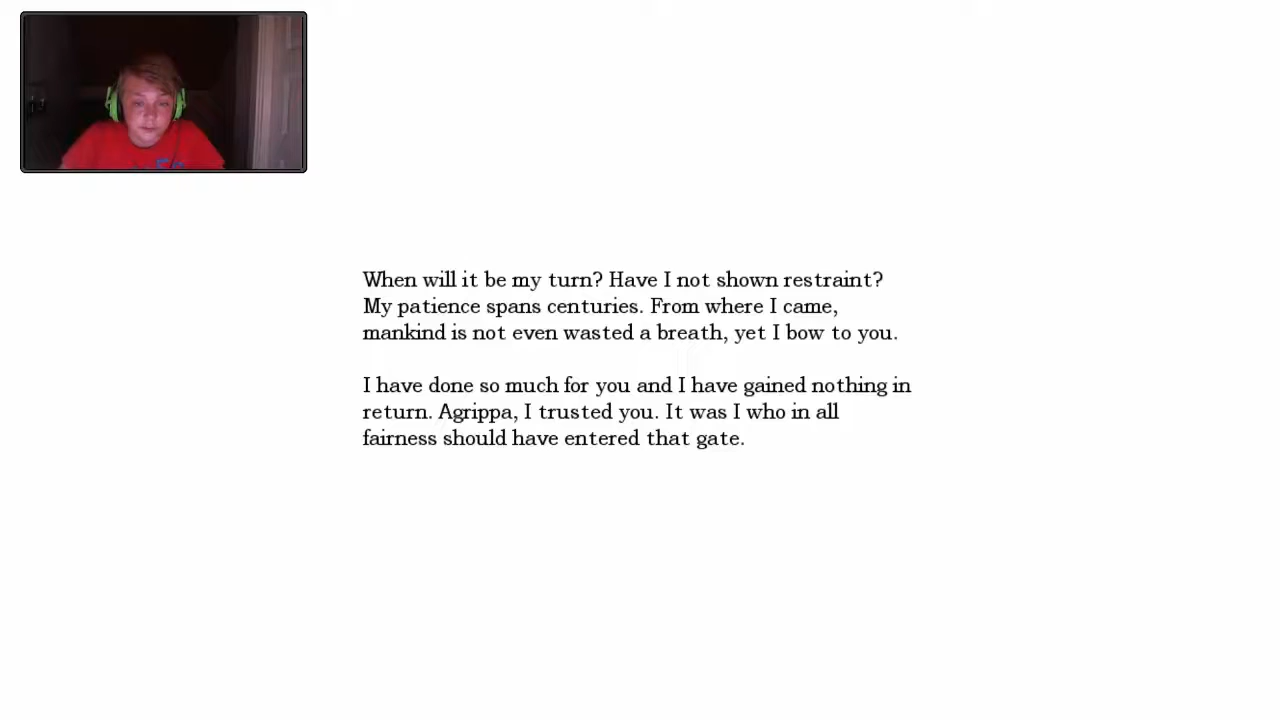 When will it be my turn? Have I not shown restraint?
My patience spans centuries. From where I came,
mankind is not even wasted a breath, yet I bow to you.
I have done so much for you and I have gained nothing in
return. Agrippa, I trusted you. It was I who in all
fairness should have entered that gate.